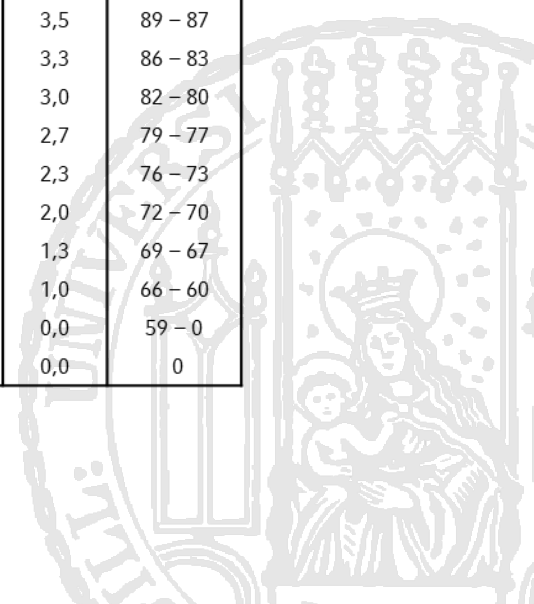 3,5 89 – 87
3,3 86 – 83
3,0 82 – 80
2,7 79 – 77
2,3 76 – 73
2,0 72 – 70
1,3 69 – 67
1,0 66 – 60
0,0 59 – 0
0,0 0
UNIVERSI